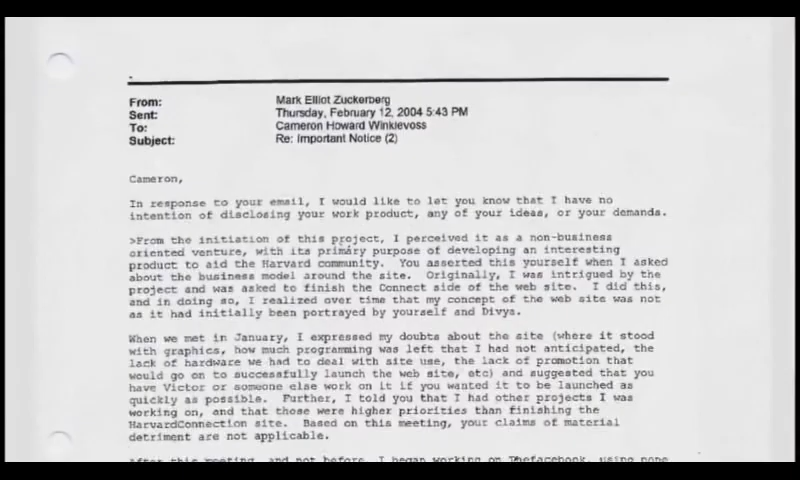 From: Mark Elliot Zuckerberg
Sent: Thursday, February 12, 2004 5:43 PM
To: Cameron Howard Winklevoss
Subject: Re: Important Notice (2)
Cameron,
In response to your email, I would like to let you know that I have no
intention of disclosing your work product, any of your ideas, or your demands.
>From the initiation of this project, I perceived it as a non-business
oriented venture, with its primary purpose of developing an interesting
product to aid the Harvard community. You asserted this yourself when I asked
about the business model around the site. Originally, I was intrigued by the
project and was asked to finish the Connect side of the web site. I did this,
and in doing so, I realized over time that my concept of the web site was not
as it had initially been portrayed by yourself and Divya.
When we met in January, I expressed my doubts about the site (where it stood
with graphics, how much programming was left that I had not anticipated, the
lack of hardware we had to deal with site use, the lack of promotion that
would go on to successfully launch the web site, etc) and suggested that you
have Victor or someone else work on it if you wanted it to be launched as
quickly as possible. Further, I told you that I had other projects I was
working on, and that those were higher priorities than finishing the
HarvardConnection site. Based on this meeting, your claims of material
detriment are not applicable.
After this meeting, and not before, I began working on Thefacebook, using none